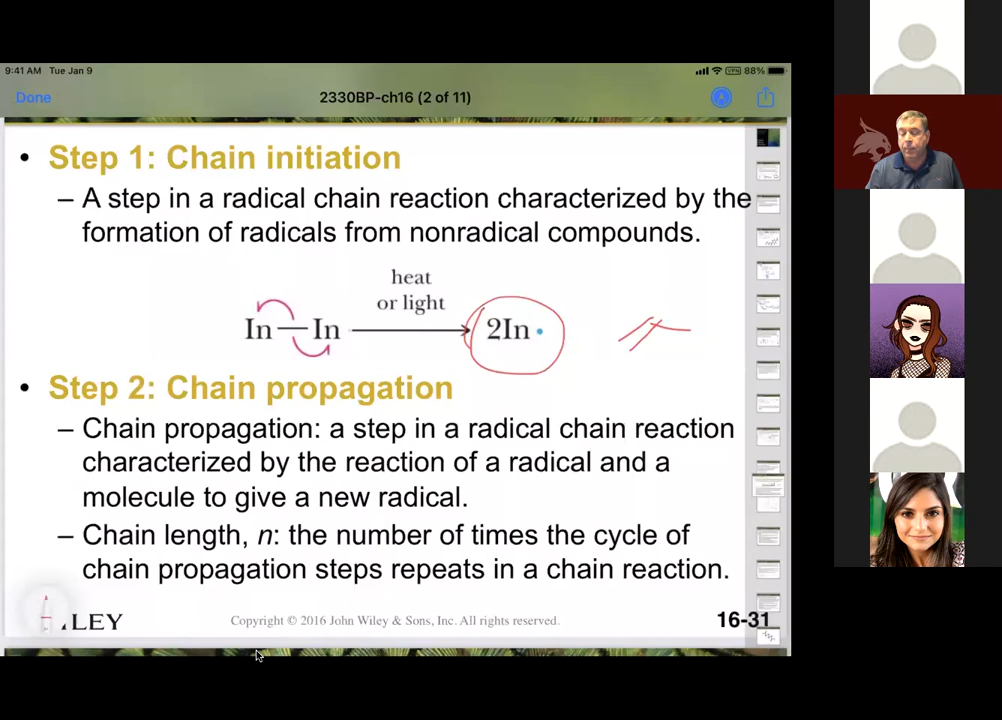 9:41 AM Tue Jan 9
VPN 88%
Done
2330BP-ch16 (2 of 11)
• Step 1: Chain initiation
– A step in a radical chain reaction characterized by the
formation of radicals from nonradical compounds.
heat
or light
In — In → 2In •
• Step 2: Chain propagation
– Chain propagation: a step in a radical chain reaction
characterized by the reaction of a radical and a
molecule to give a new radical.
– Chain length, n: the number of times the cycle of
chain propagation steps repeats in a chain reaction.
LEY
Copyright © 2016 John Wiley & Sons, Inc. All rights reserved.
16-31